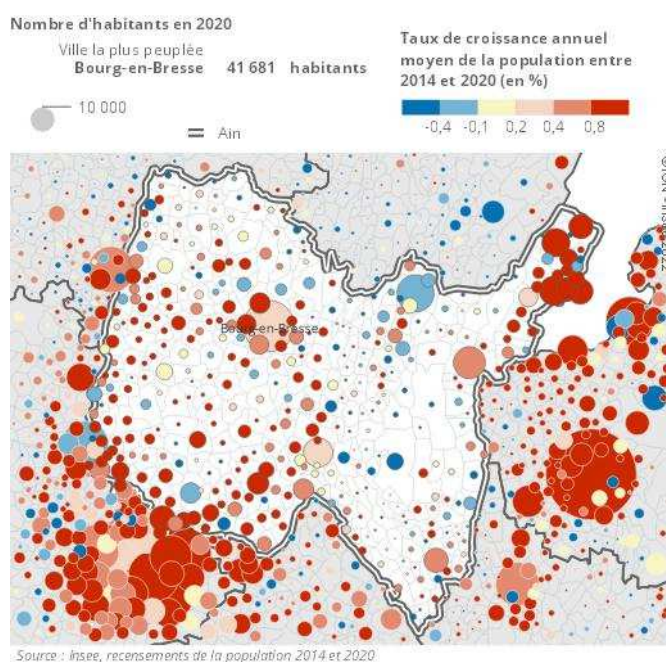 Nombre d'habitants en 2020
Ville la plus peuplée
Bourg-en-Bresse 41 681 habitants
10 000
Ain
Taux de croissance annuel
moyen de la population entre
2014 et 2020 (en %)
-0,4 -0,1 0,2 0,4 0,8
Bourg-en-Bresse
Source : Insee, recensements de la population 2014 et 2020